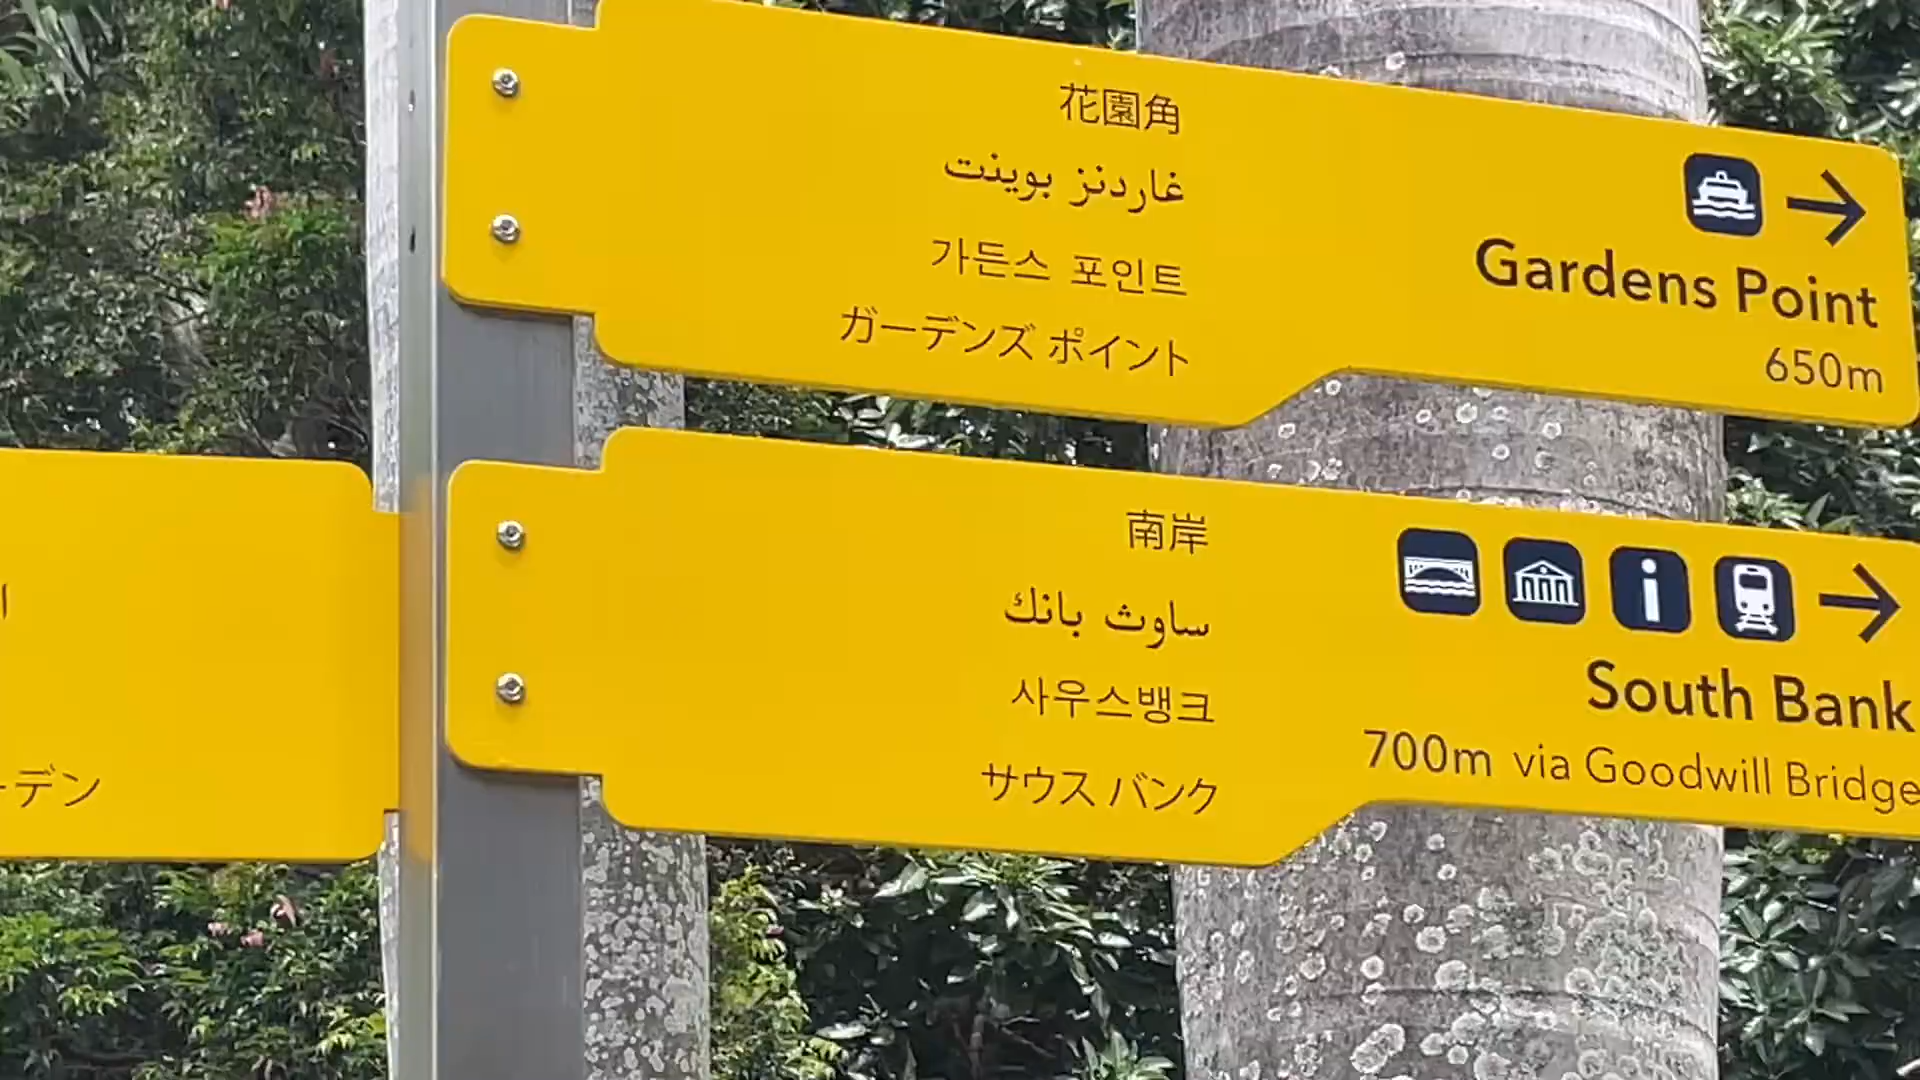 花園角
غاردنز بوينت
가든스 포인트
ガーデンズ ポイント
Gardens Point
650m
南岸
ساوث بانك
사우스뱅크
サウス バンク
South Bank
700m via Goodwill Bridge
ーデン